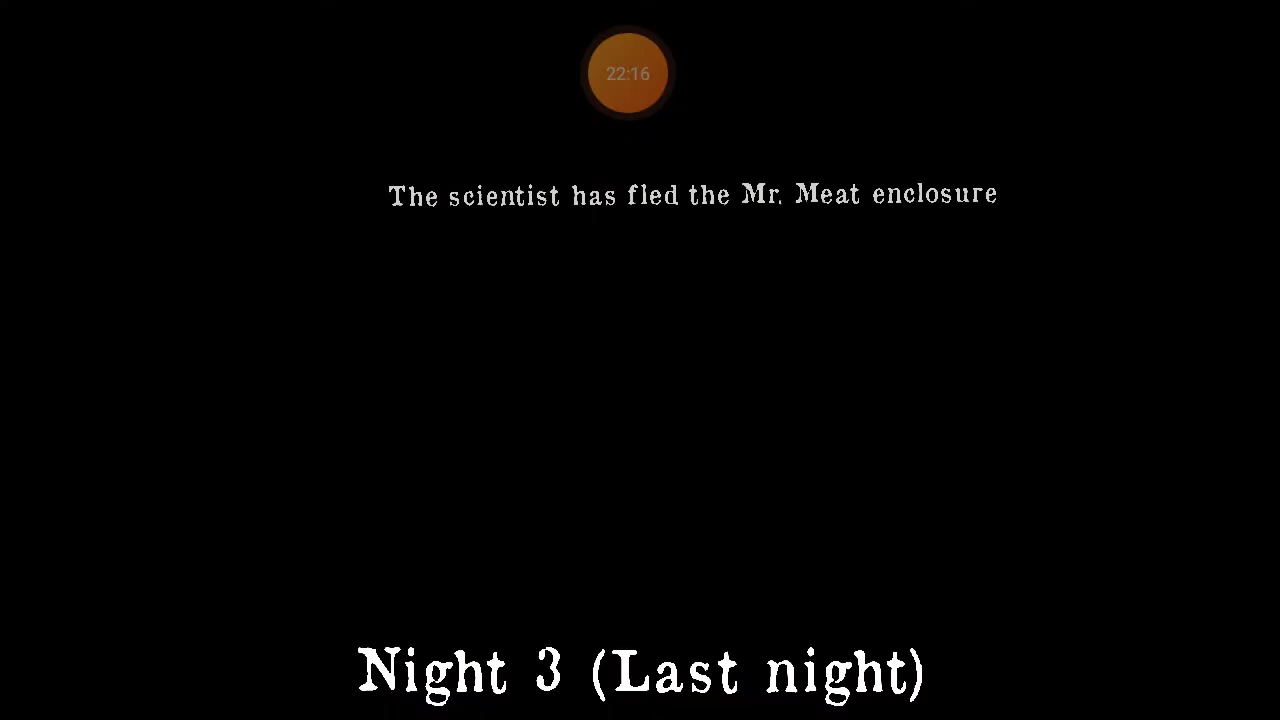 22:16
The scientist has fled the Mr. Meat enclosure
Night 3 (Last night)